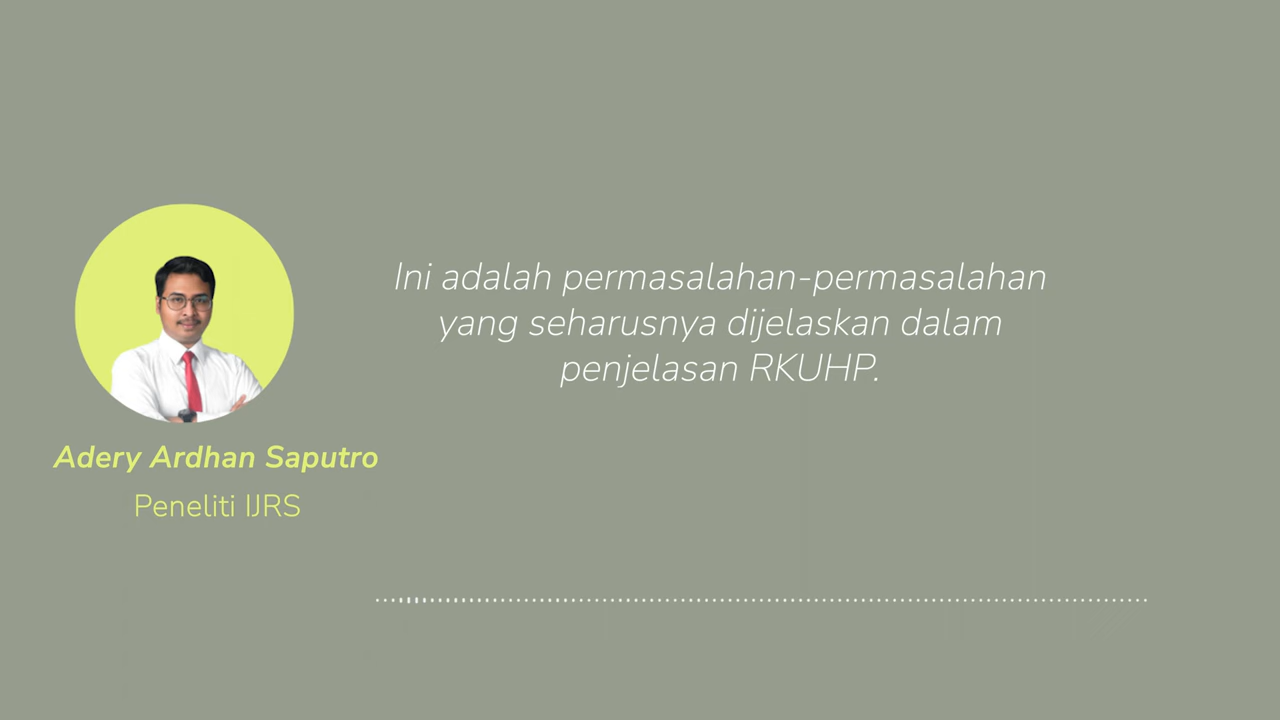 Ini adalah permasalahan-permasalahan
yang seharusnya dijelaskan dalam
penjelasan RKUHP.
Adery Ardhan Saputro
Peneliti IJRS